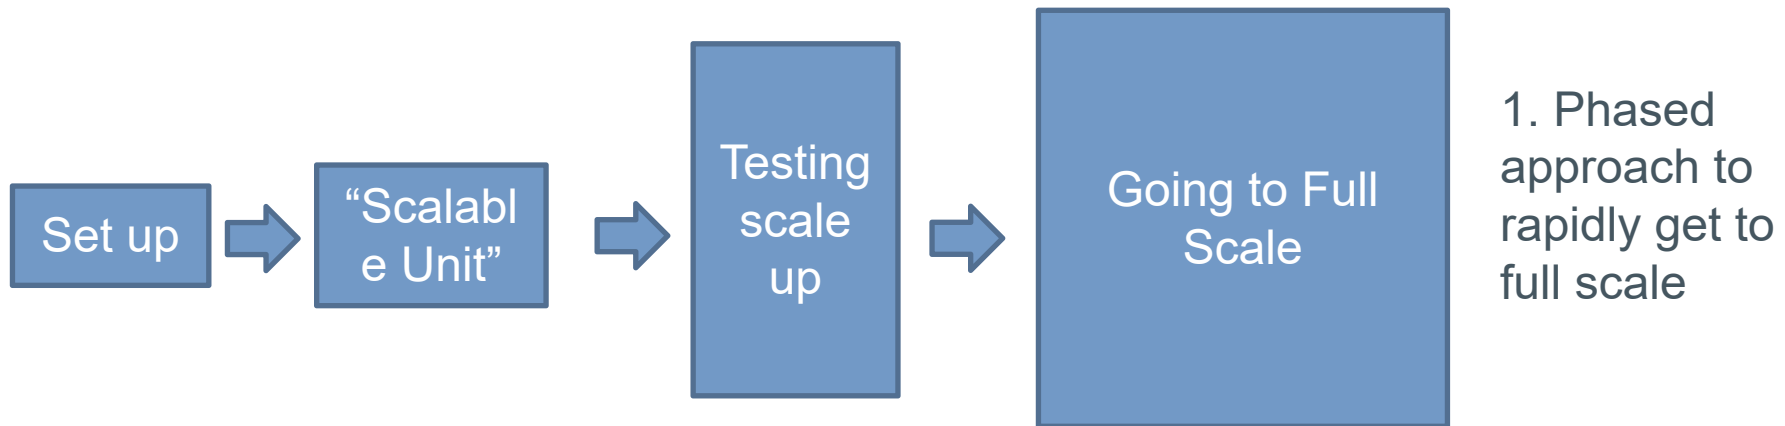 Set up
“Scalabl
e Unit”
Testing
scale
up
Going to Full
Scale
1. Phased
approach to
rapidly get to
full scale